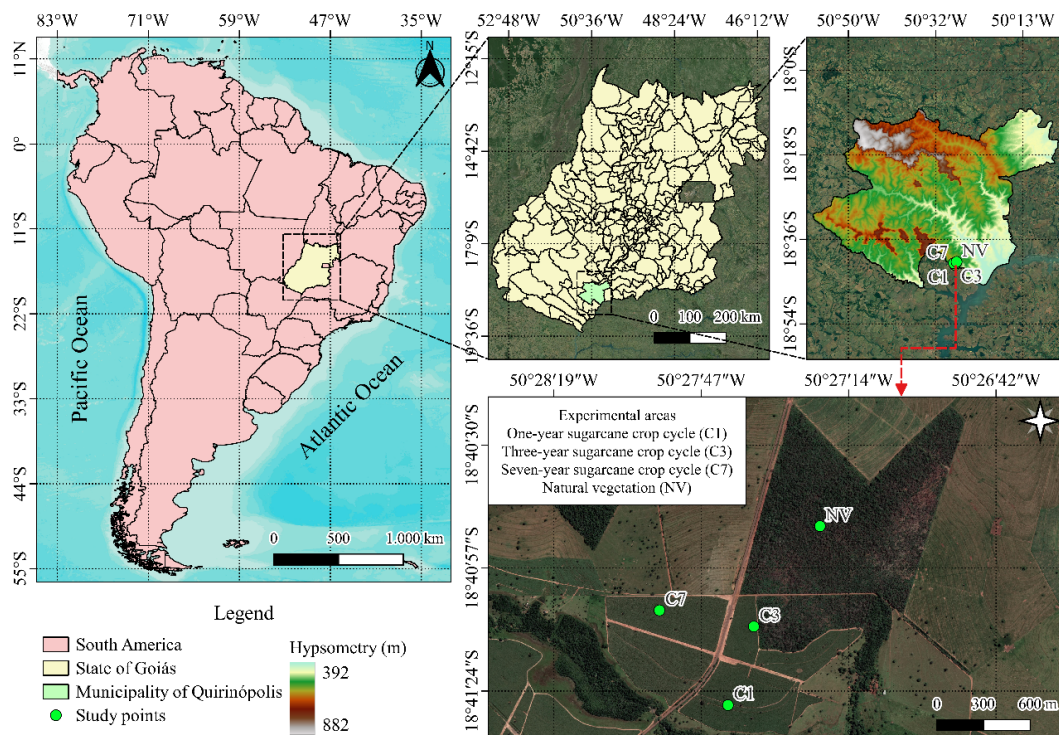 83°W 71°W 59°W 47°W 35°W
11°N
0°
11°S
22°S
33°S
44°S
55°S
N
Pacific Ocean
Atlantic Ocean
0 500 1.000 km
52°48″W 50°36″W 48°24″W 46°12″W
12°15″S
14°42″S
17°9″S
19°36″S
0 100 200 km
50°50″W 50°32″W 50°13″W
18°0″S
18°18″S
18°36″S
18°54″S
C7 NV
C1 C3
50°28′19″W 50°27′47″W 50°27′14″W 50°26′42″W
18°40′30″S
18°40′57″S
18°41′24″S
Experimental areas
One-year sugarcane crop cycle (C1)
Three-year sugarcane crop cycle (C3)
Seven-year sugarcane crop cycle (C7)
Natural vegetation (NV)
NV
C7
C3
C1
0 300 600 m
Legend
South America
State of Goiás
Municipality of Quirinópolis
Study points
Hypsometry (m)
392
882